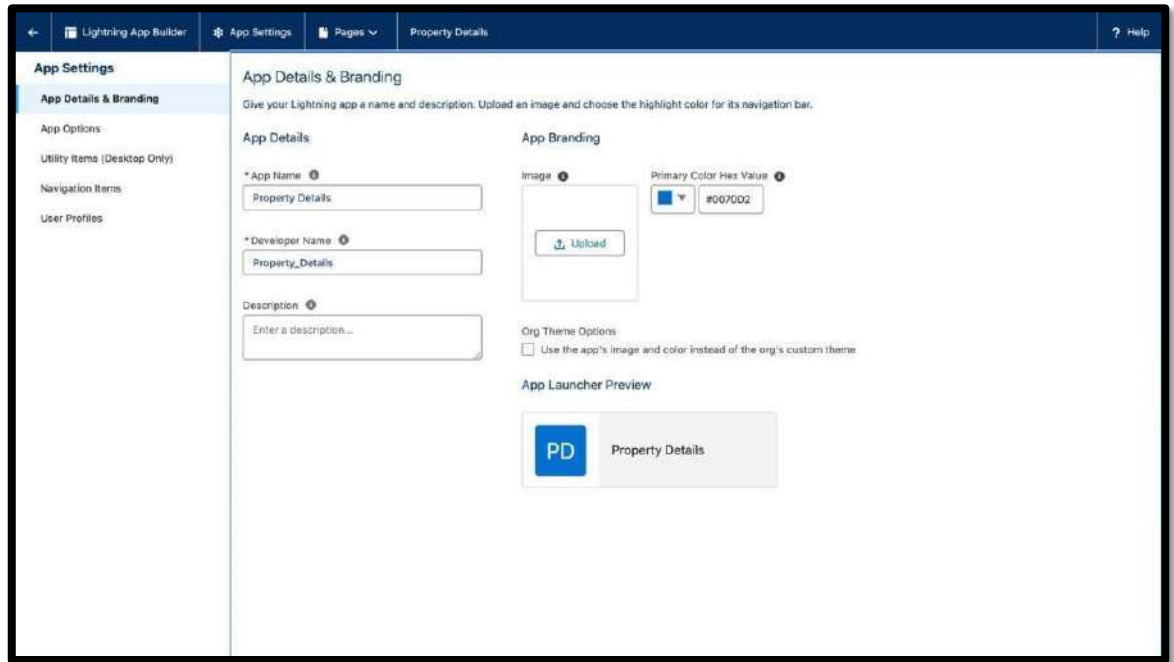 Lightning App Builder
App Settings
Pages
Property Details
? Help
App Settings
App Details & Branding
App Options
Utility Items (Desktop Only)
Navigation Items
User Profiles
App Details & Branding
Give your Lightning app a name and description. Upload an image and choose the highlight color for its navigation bar.
App Details
*App Name
Property Details
*Developer Name
Property_Details
Description
Enter a description...
App Branding
Image
Upload
Primary Color Hex Value
#0070D2
Org Theme Options
Use the app's image and color instead of the org's custom theme
App Launcher Preview
PD
Property Details